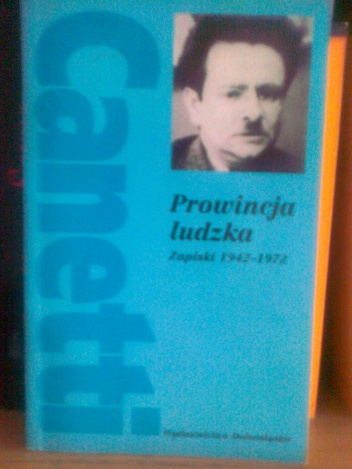 Canetti
Prowincja
ludzka
Zapiski 1942-1972
Wydawnictwo Dolnośląskie